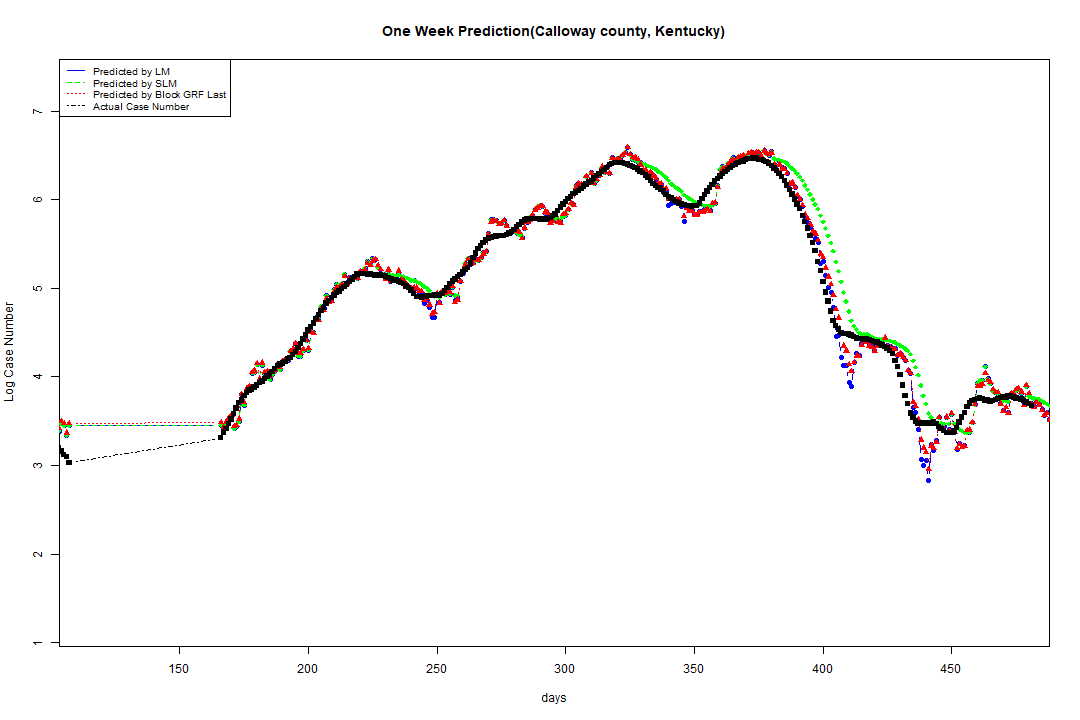 One Week Prediction(Calloway county, Kentucky)
Predicted by LM
Predicted by SLM
Predicted by Block GRF Last
Actual Case Number
7
6
5
4
3
2
1
Log Case Number
150 200 250 300 350 400 450
days